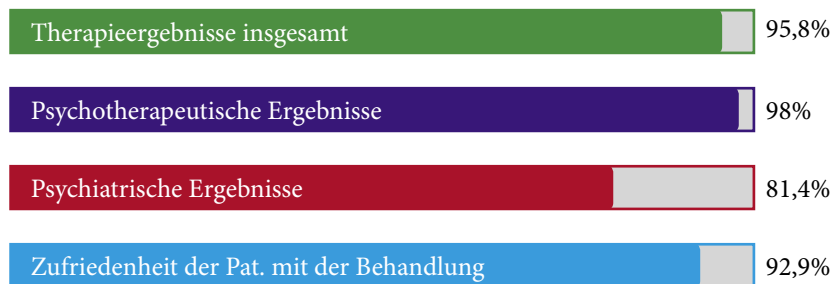 Therapieergebnisse insgesamt 95,8%
Psychotherapeutische Ergebnisse 98%
Psychiatrische Ergebnisse 81,4%
Zufriedenheit der Pat. mit der Behandlung 92,9%